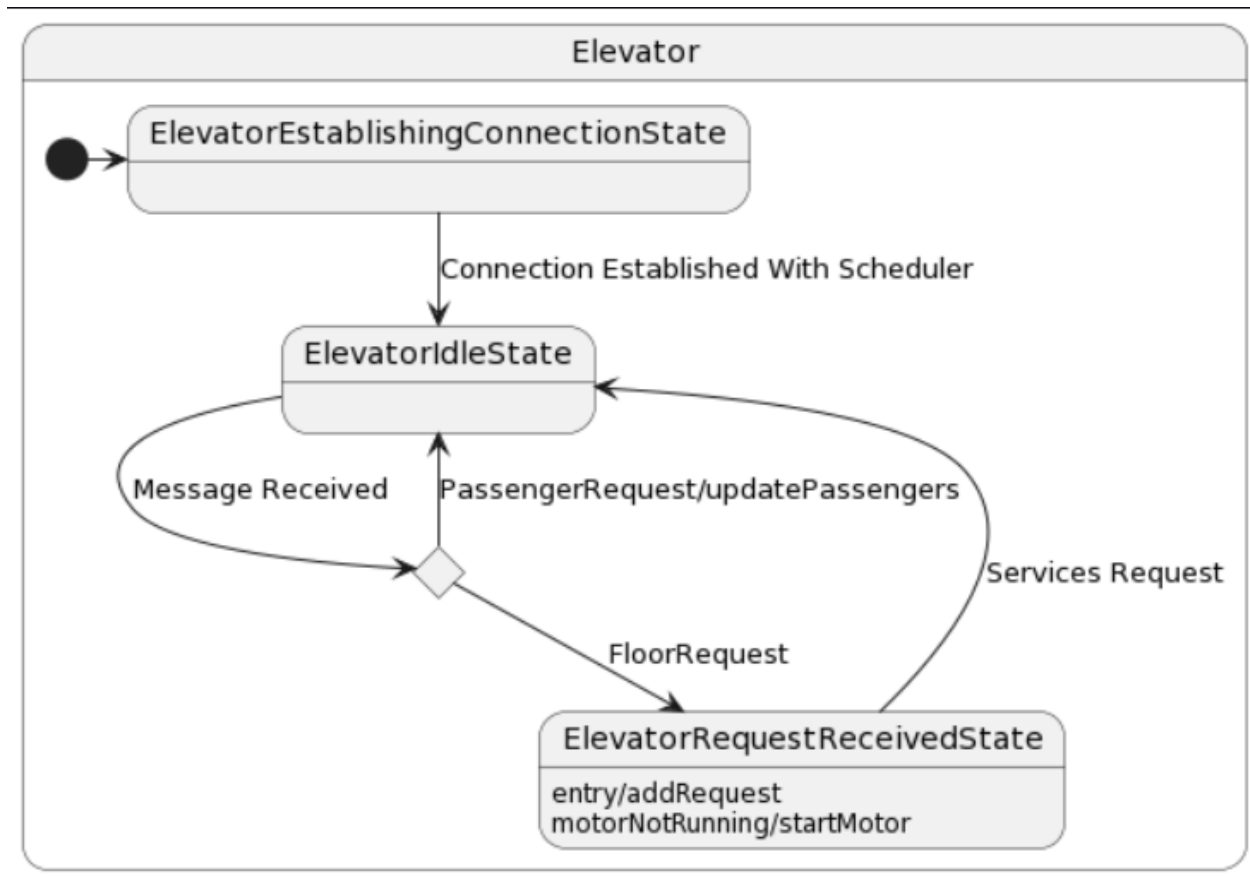 Elevator
ElevatorEstablishingConnectionState
Connection Established With Scheduler
ElevatorIdleState
Message Received
PassengerRequest/updatePassengers
Services Request
FloorRequest
ElevatorRequestReceivedState
entry/addRequest
motorNotRunning/startMotor